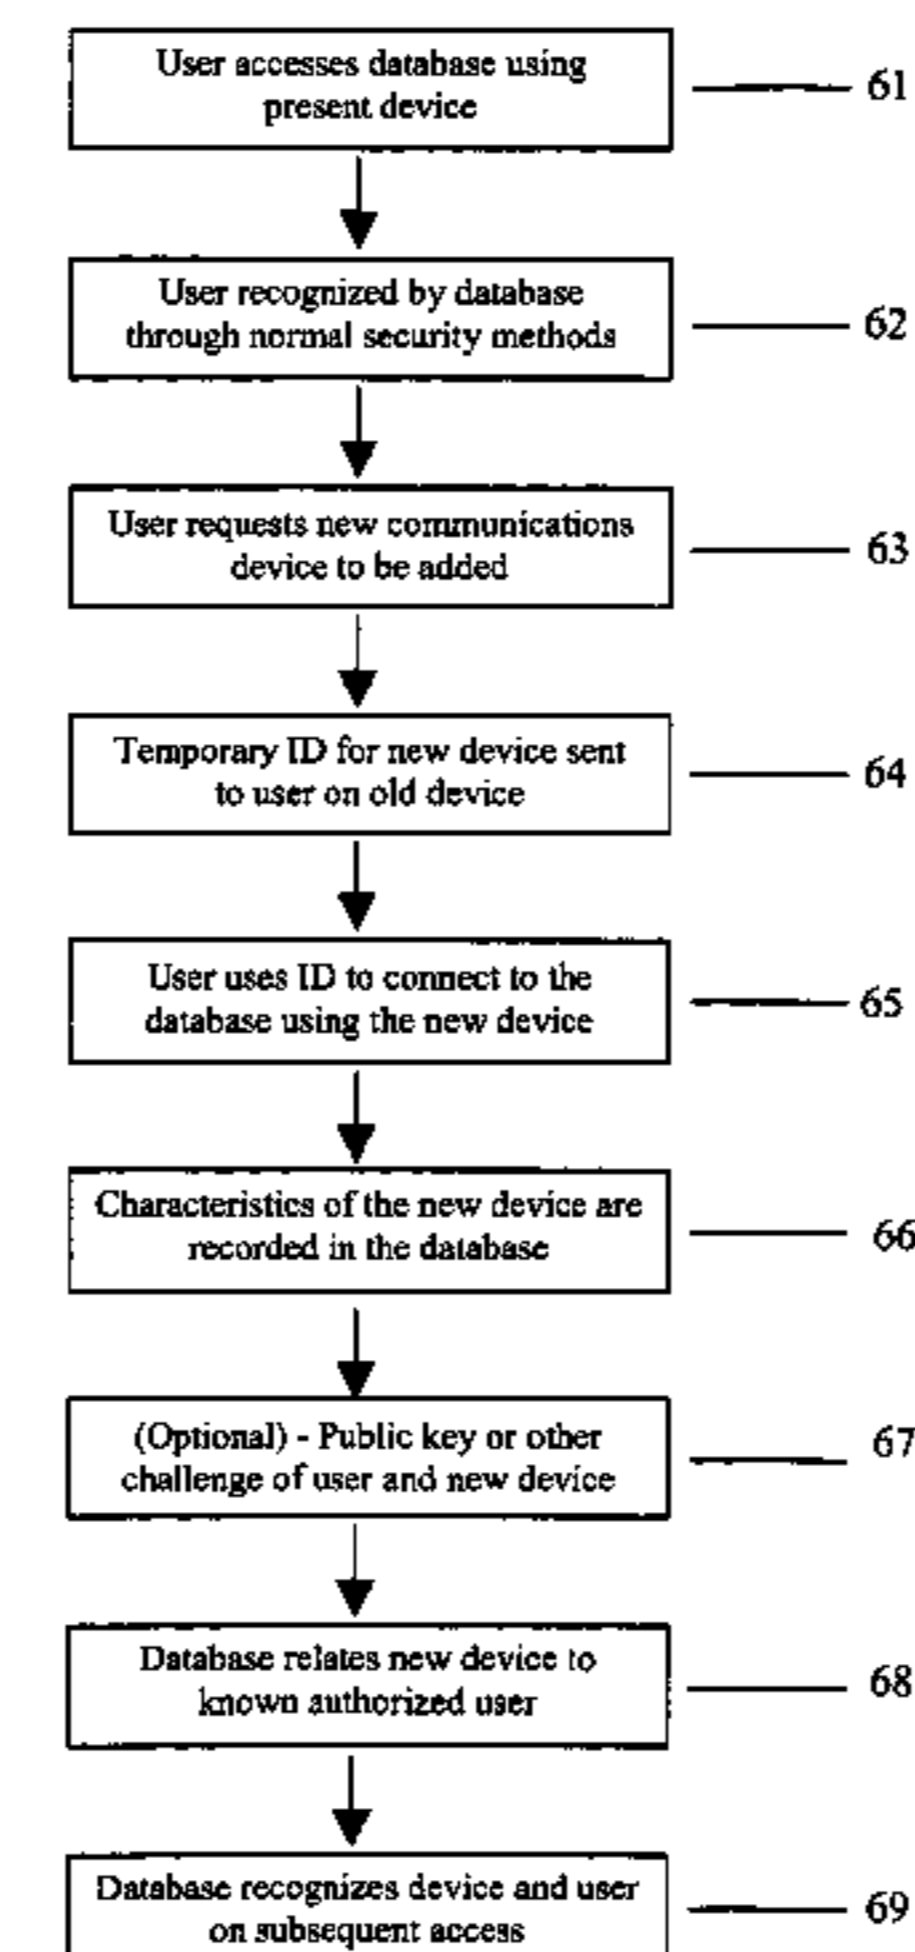 User accesses database using
present device
61
User recognized by database
through normal security methods
62
User requests new communications
device to be added
63
Temporary ID for new device sent
to user on old device
64
User uses ID to connect to the
database using the new device
65
Characteristics of the new device are
recorded in the database
66
(Optional) - Public key or other
challenge of user and new device
67
Database relates new device to
known authorized user
68
Database recognizes device and user
on subsequent access
69